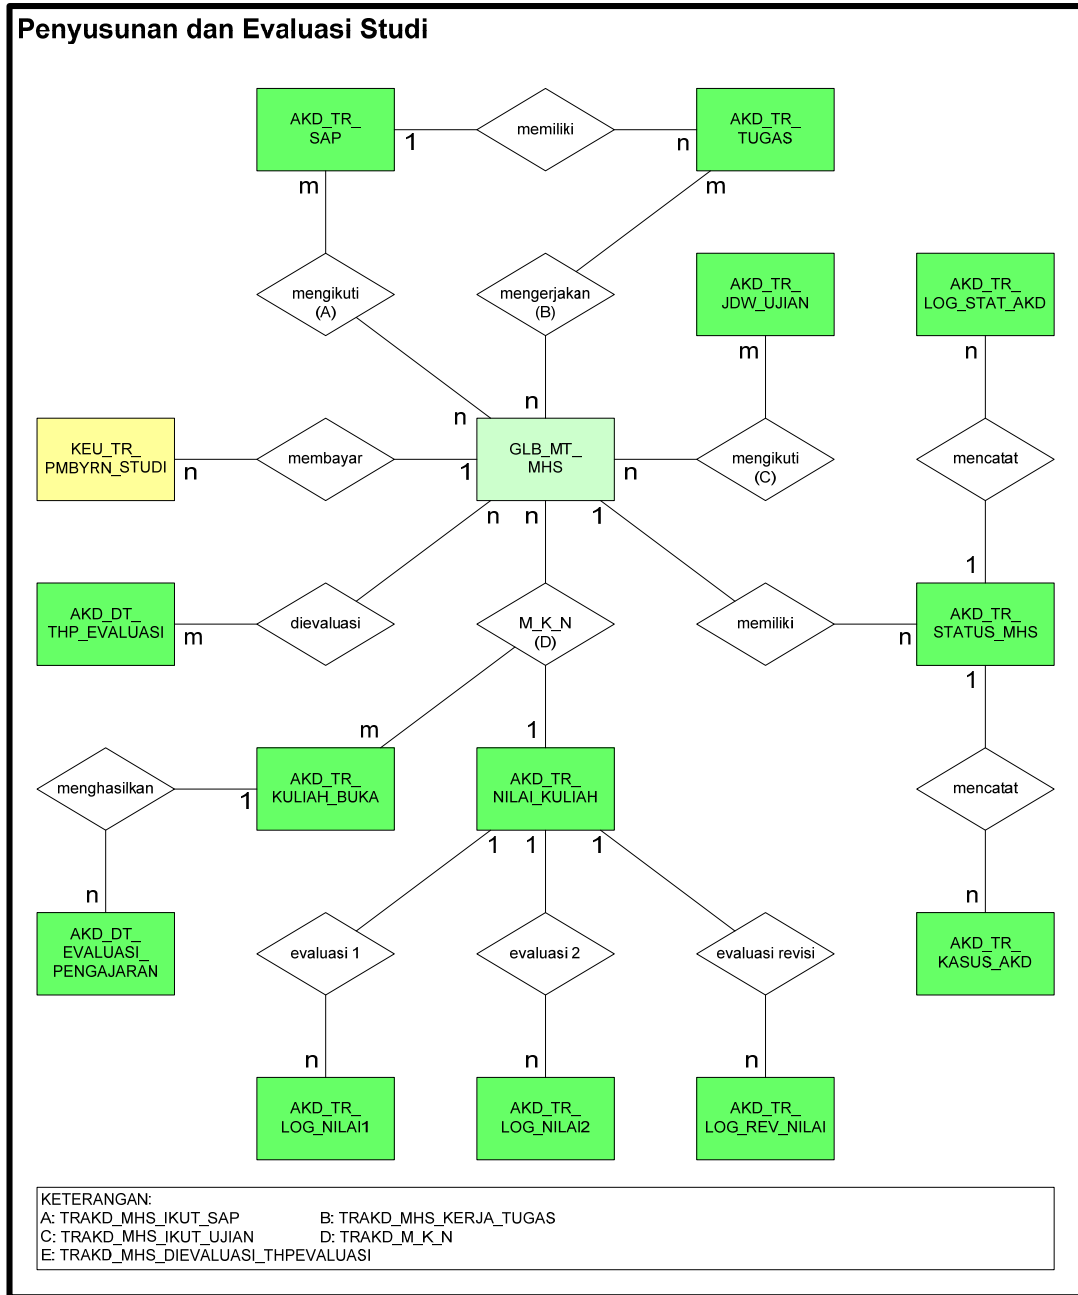 Penyusunan dan Evaluasi Studi
AKD_TR_
SAP
1
memiliki
n
AKD_TR_
TUGAS
m
m
mengikuti
(A)
mengerjakan
(B)
AKD_TR_
JDW_UJIAN
AKD_TR_
LOG_STAT_AKD
m
n
n
n
KEU_TR_
PMBYRN_STUDI
n
membayar
1
GLB_MT_
MHS
n
mengikuti
(C)
mencatat
n
n
1
1
AKD_DT_
THP_EVALUASI
m
dievaluasi
M_K_N
(D)
memiliki
n
AKD_TR_
STATUS_MHS
1
m
1
menghasilkan
1
AKD_TR_
KULIAH_BUKA
AKD_TR_
NILAI_KULIAH
mencatat
1
1
1
n
n
AKD_DT_
EVALUASI_
PENGAJARAN
evaluasi 1
evaluasi 2
evaluasi revisi
AKD_TR_
KASUS_AKD
n
n
n
AKD_TR_
LOG_NILAI1
AKD_TR_
LOG_NILAI2
AKD_TR_
LOG_REV_NILAI
KETERANGAN:
A: TRAKD_MHS_IKUT_SAP B: TRAKD_MHS_KERJA_TUGAS
C: TRAKD_MHS_IKUT_UJIAN D: TRAKD_M_K_N
E: TRAKD_MHS_DIEVALUASI_THPEVALUASI